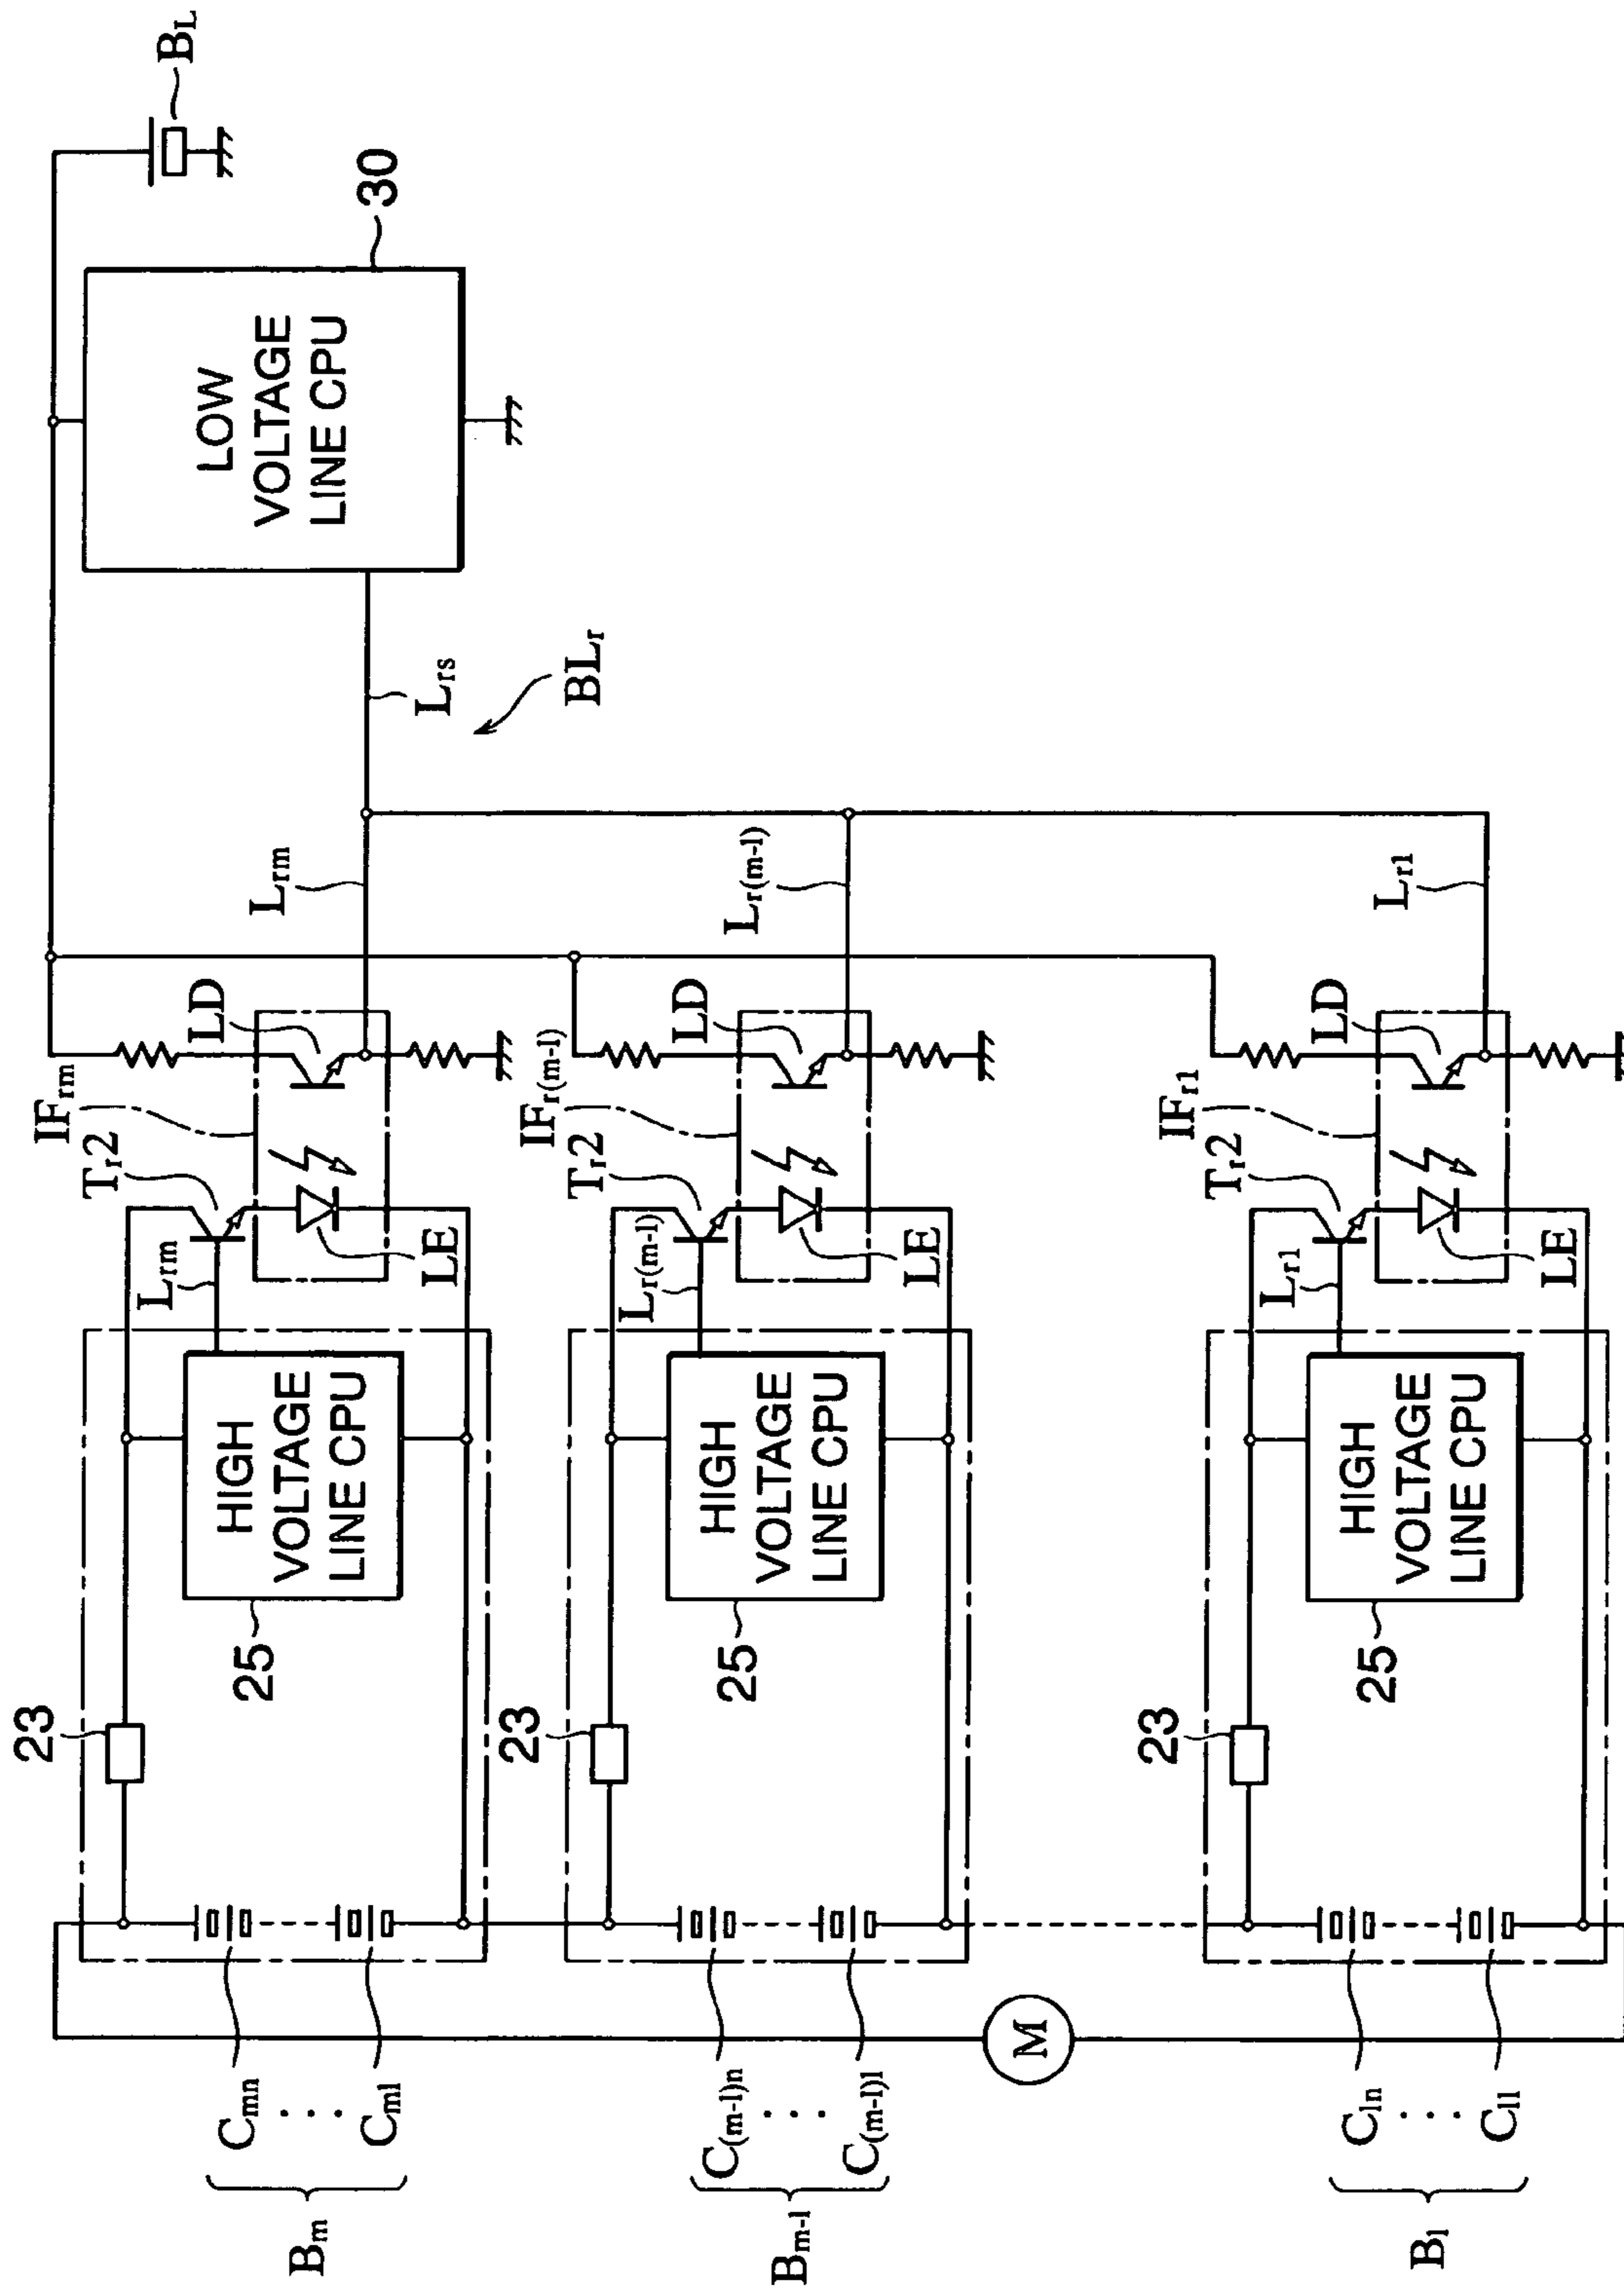 Bm
Cmn
...
Cm1
23
25
HIGH
VOLTAGE
LINE CPU
Lrm
Tr2
IFrm
LE
LD
Lrm
Lrs
BLr
LOW
VOLTAGE
LINE CPU
30
BL
Bm-1
C(m-1)n
...
C(m-1)1
23
25
HIGH
VOLTAGE
LINE CPU
Lr(m-1)
Tr2
IFr(m-1)
LE
LD
Lr(m-1)
M
B1
C1n
...
C11
23
25
HIGH
VOLTAGE
LINE CPU
Lr1
Tr2
IFr1
LE
LD
Lr1